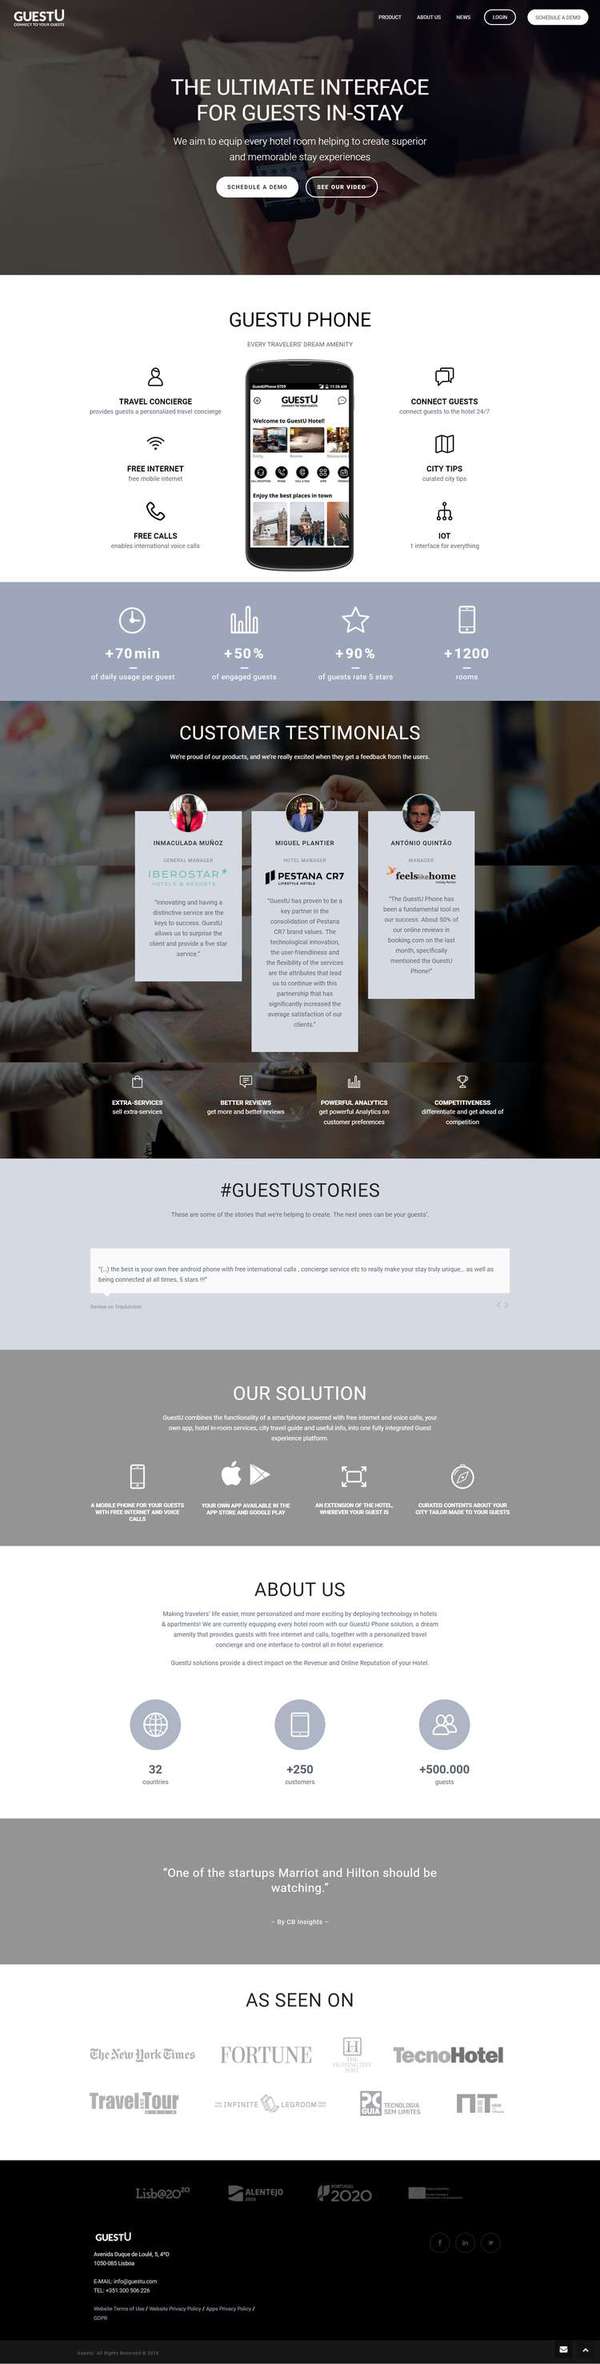 GUESTU
CONNECT TO YOUR GUESTS
PRODUCT
ABOUT US
NEWS
LOGIN
SCHEDULE A DEMO
THE ULTIMATE INTERFACE
FOR GUESTS IN-STAY
We aim to equip every hotel room helping to create superior
and memorable stay experiences
SCHEDULE A DEMO
SEE OUR VIDEO
GUESTU PHONE
EVERY TRAVELERS' DREAM AMENITY
TRAVEL CONCIERGE
provides guests a personalized travel concierge
FREE INTERNET
free mobile internet
FREE CALLS
enables international voice calls
GUESTU
Welcome to GuestU Hotel!
Enjoy the best places in town
CONNECT GUESTS
connect guests to the hotel 24/7
CITY TIPS
curated city tips
IOT
1 interface for everything
+70min
of daily usage per guest
+50%
of engaged guests
+90%
of guests rate 5 stars
+1200
rooms
CUSTOMER TESTIMONIALS
We're proud of our products, and we're really excited when they get a feedback from the users.
INMACULADA MUÑOZ
GENERAL MANAGER
IBEROSTAR
HOTELS & RESORTS
"Innovating and having a
distinctive service are the
keys to success. GuestU
allows us to surprise the
client and provide a five star
service."
MIGUEL PLANTIER
HOTEL MANAGER
PESTANA CR7
LIFESTYLE HOTELS
"GuestU has proven to be a
key partner in the
consolidation of Pestana
CR7 brand values. The
technological innovation,
the user-friendliness and
the flexibility of the services
are the attributes that lead
us to continue with this
partnership that has
significantly increased the
average satisfaction of our
clients."
ANTÓNIO QUINTÃO
MANAGER
feelslikehome
"The GuestU Phone has
been a fundamental tool on
our success. About 50% of
our online reviews in
booking.com on the last
month, specifically
mentioned the GuestU
Phone!"
EXTRA-SERVICES
sell extra-services
BETTER REVIEWS
get more and better reviews
POWERFUL ANALYTICS
get powerful Analytics on
customer preferences
COMPETITIVENESS
differentiate and get ahead of
competition
#GUESTUSTORIES
These are some of the stories that we're helping to create. The next ones can be your guests'.
"(...) the best is your own free android phone with free international calls , concierge service etc to really make your stay truly unique... as well as
being connected at all times, 5 stars !!!"
Review on TripAdvisor
OUR SOLUTION
GuestU combines the functionality of a smartphone powered with free internet and voice calls, your
own app, hotel in-room services, city travel guide and useful info, into one fully integrated Guest
experience platform.
A MOBILE PHONE FOR YOUR GUESTS
WITH FREE INTERNET AND VOICE
CALLS
YOUR OWN APP AVAILABLE IN THE
APP STORE AND GOOGLE PLAY
AN EXTENSION OF THE HOTEL,
WHEREVER YOUR GUEST IS
CURATED CONTENTS ABOUT YOUR
CITY TAILOR MADE TO YOUR GUESTS
ABOUT US
Making travelers' life easier, more personalized and more exciting by deploying technology in hotels
& apartments! We are currently equipping every hotel room with our GuestU Phone solution, a dream
amenity that provides guests with free internet and calls, together with a personalized travel
concierge and one interface to control all in-hotel experience.
GuestU solutions provide a direct impact on the Revenue and Online Reputation of your Hotel.
32
countries
+250
customers
+500.000
guests
"One of the startups Marriot and Hilton should be
watching."
– By CB Insights –
AS SEEN ON
The New York Times
FORTUNE
H
THE
HUFFINGTON
POST
TecnoHotel
Travel and Tour
INFINITE LEGROOM
PC
GUIA
TECNOLOGIA
SEM LIMITES
Lisb@20²⁰
ALENTEJO
2020
PORTUGAL
2020
GUESTU
Avenida Duque de Loulé, 5, 4ºD
1050-085 Lisboa
E-MAIL: info@guestu.com
TEL: +351 300 506 226
Website Terms of Use / Website Privacy Policy / Apps Privacy Policy /
GDPR
GuestU. All Rights Reserved © 2018